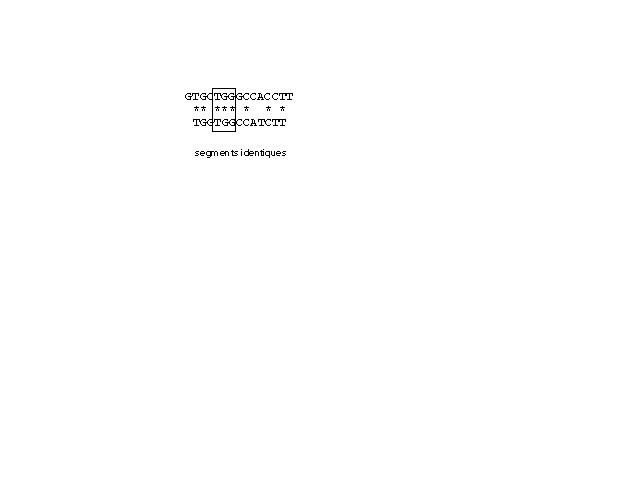 GTGCTGGGCCACCTT
** *** *  * *
TGGTGGCCATCTT
segments identiques